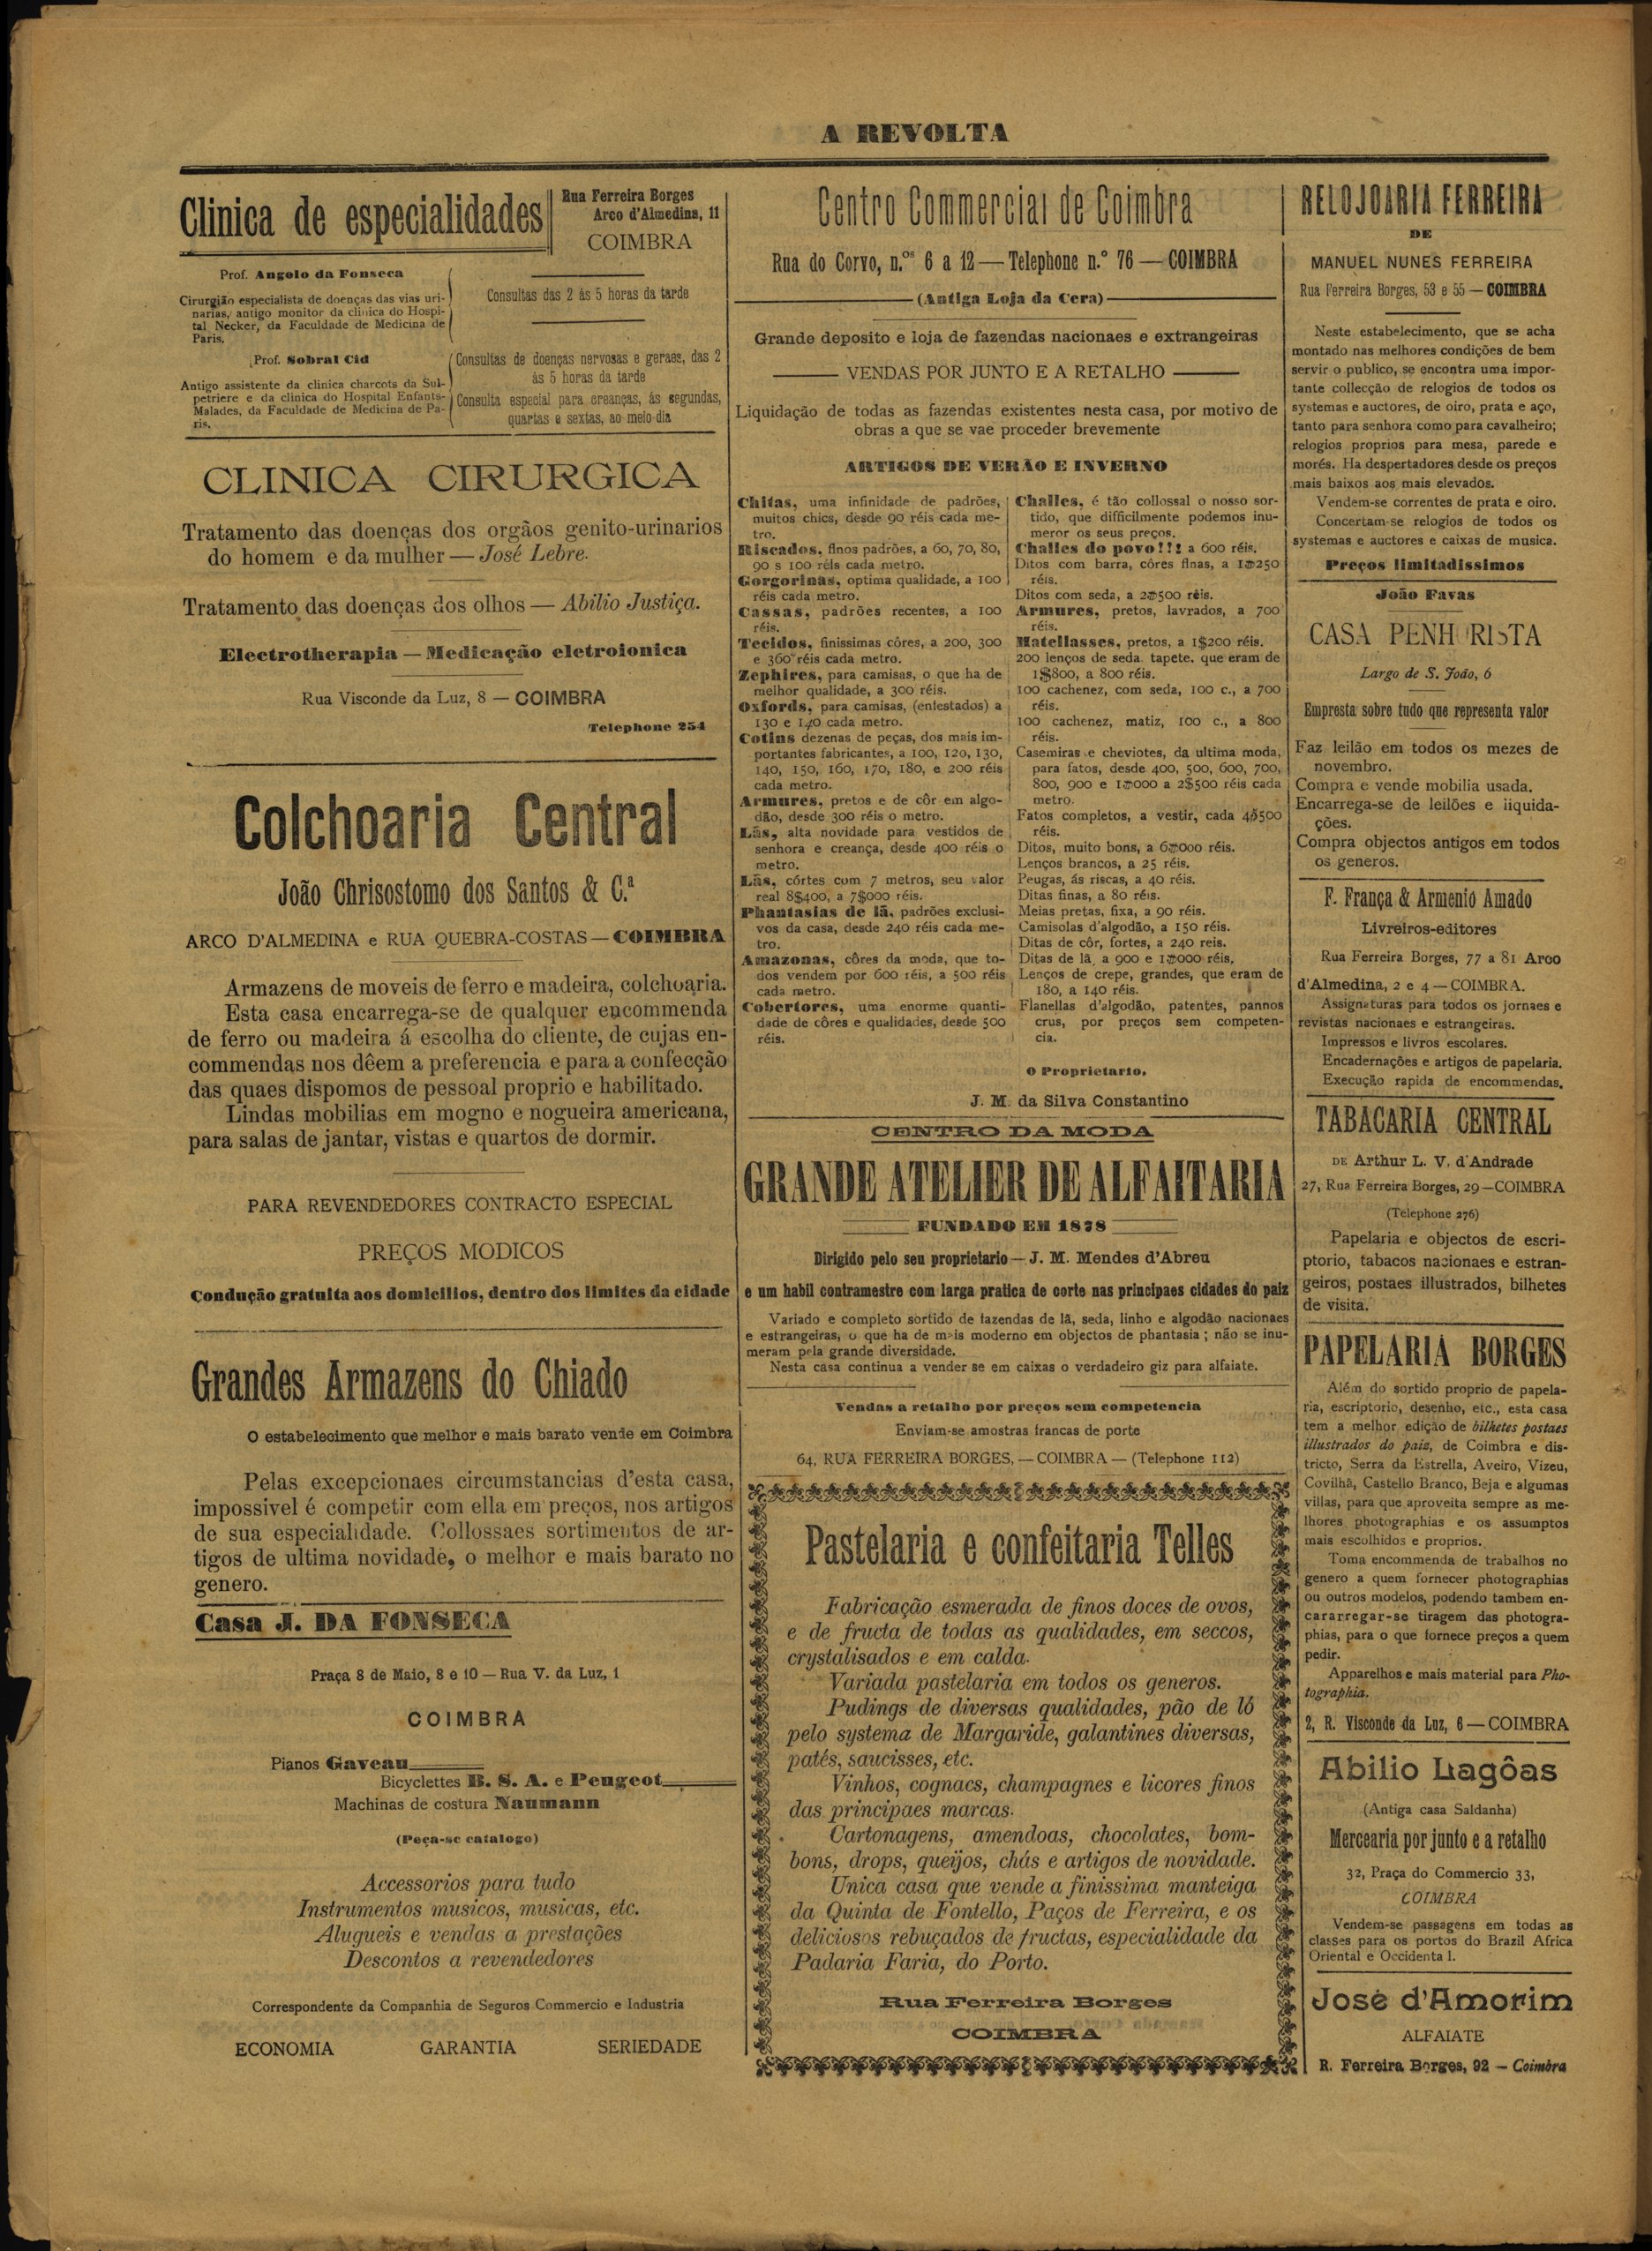 A REVOLTA
Clinica de especialidades
Rua Ferreira Borges
Arco d'Almedina, 11
COIMBRA
Prof. Angelo da Fonseca
Cirurgião especialista de doenças das vias uri-
narias, antigo monitor da clinica do Hospi-
tal Necker, da Faculdade de Medicina de
Paris.
Consultas das 2 ás 5 horas da tarde
Prof. Sobral Cid
Antigo assistente da clinica charcots da Sul-
petriere e da clinica do Hospital Enfants-
Malades, da Faculdade de Medicina de Pa-
ris.
Consultas de doenças nervosas e geraes, das 2
ás 5 horas da tarde
Consulta especial para creanças, ás segundas,
quartas e sextas, ao meio dia
CLINICA CIRURGICA
Tratamento das doenças dos orgãos genito-urinarios
do homem e da mulher — José Lebre.
Tratamento das doenças dos olhos — Abilio Justiça.
Electrotherapia — Medicação eletroionica
Rua Visconde da Luz, 8 — COIMBRA
Telephone 254
Colchoaria Central
João Chrisostomo dos Santos & C.ª
ARCO D'ALMEDINA e RUA QUEBRA-COSTAS — COIMBRA
Armazens de moveis de ferro e madeira, colchoaria.
Esta casa encarrega-se de qualquer encommenda
de ferro ou madeira á escolha do cliente, de cujas en-
commendas nos dêem a preferencia e para a confecção
das quaes dispomos de pessoal proprio e habilitado.
Lindas mobilias em mogno e nogueira americana,
para salas de jantar, vistas e quartos de dormir.
PARA REVENDEDORES CONTRACTO ESPECIAL
PREÇOS MODICOS
Condução gratuita aos domicilios, dentro dos limites da cidade
Grandes Armazens do Chiado
O estabelecimento que melhor e mais barato vende em Coimbra
Pelas excepcionaes circumstancias d'esta casa,
impossivel é competir com ella em preços, nos artigos
de sua especialidade. Collossaes sortimentos de ar-
tigos de ultima novidade, o melhor e mais barato no
genero.
Casa J. DA FONSECA
Praça 8 de Maio, 8 e 10 — Rua V. da Luz, 1
COIMBRA
Pianos Gaveau
Bicyclettes B. S. A. e Peugeot
Machinas de costura Naumann
(Peça-se catalogo)
Accessorios para tudo
Instrumentos musicos, musicas, etc.
Alugueis e vendas a prestações
Descontos a revendedores
Correspondente da Companhia de Seguros Commercio e Industria
ECONOMIA GARANTIA SERIEDADE
Centro Commercial de Coimbra
Rua do Corvo, n.os 6 a 12 — Telephone n.º 76 — COIMBRA
(Antiga Loja da Cera)
Grande deposito e loja de fazendas nacionaes e extrangeiras
VENDAS POR JUNTO E A RETALHO
Liquidação de todas as fazendas existentes nesta casa, por motivo de
obras a que se vae proceder brevemente
ARTIGOS DE VERÃO E INVERNO
Chitas, uma infinidade de padrões,
muitos chics, desde 90 réis cada me-
tro.
Riscados, finos padrões, a 60, 70, 80,
90 s 100 réis cada metro.
Gorgorinas, optima qualidade, a 100
réis cada metro.
Cassas, padrões recentes, a 100
réis.
Tecidos, finissimas côres, a 200, 300
e 360 réis cada metro.
Zephires, para camisas, o que ha de
melhor qualidade, a 300 réis.
Oxfords, para camisas, (enfestados) a
130 e 140 cada metro.
Cotins dezenas de peças, dos mais im-
portantes fabricantes, a 100, 120, 130,
140, 150, 160, 170, 180, e 200 réis
cada metro.
Armures, pretos e de côr em algo-
dão, desde 300 réis o metro.
Lãs, alta novidade para vestidos de
senhora e creança, desde 400 réis o
metro.
Lãs, córtes com 7 metros, seu valor
real 8$400, a 7$000 réis.
Phantasias de lã, padrões exclusi-
vos da casa, desde 240 réis cada me-
tro.
Amazonas, côres da moda, que to-
dos vendem por 600 réis, a 500 réis
cada metro.
Cobertores, uma enorme quanti-
dade de côres e qualidades, desde 500
réis.
Challes, é tão collossal o nosso sor-
tido, que difficilmente podemos inu-
meror os seus preços.
Challes do povo!!! a 600 réis.
Ditos com barra, côres finas, a 1$250
réis.
Ditos com seda, a 2$500 réis.
Armures, pretos, lavrados, a 700
réis.
Matellasses, pretos, a 1$200 réis.
200 lenços de seda tapete, que eram de
1$800, a 800 réis.
100 cachenez, com seda, 100 c., a 700
réis.
100 cachenez, matiz, 100 c., a 800
réis.
Casemiras e cheviotes, da ultima moda,
para fatos, desde 400, 500, 600, 700,
800, 900 e 1$000 a 2$500 réis cada
metro.
Fatos completos, a vestir, cada 4$500
réis.
Ditos, muito bons, a 6$000 réis.
Lenços brancos, a 25 réis.
Peugas, ás riscas, a 40 réis.
Ditas finas, a 80 réis.
Meias pretas, fixa, a 90 réis.
Camisolas d'algodão, a 150 réis.
Ditas de côr, fortes, a 240 reis.
Ditas de lã, a 900 e 1$000 réis.
Lenços de crepe, grandes, que eram de
180, a 140 réis.
Flanellas d'algodão, patentes, pannos
crus, por preços sem competen-
cia.
O Proprietario,
J. M. da Silva Constantino
CENTRO DA MODA
GRANDE ATELIER DE ALFAITARIA
FUNDADO EM 1878
Dirigido pelo seu proprietario — J. M. Mendes d'Abreu
e um habil contramestre com larga pratica de corte nas principaes cidades do paiz
Variado e completo sortido de fazendas de lã, seda, linho e algodão nacionaes
e estrangeiras, o que ha de mais moderno em objectos de phantasia; não se inu-
meram pela grande diversidade.
Nesta casa continua a vender se em caixas o verdadeiro giz para alfaiate.
Vendas a retalho por preços sem competencia
Enviam-se amostras francas de porte
64, RUA FERREIRA BORGES, — COIMBRA — (Telephone 112)
Pastelaria e confeitaria Telles
Fabricação esmerada de finos doces de ovos,
e de fructa de todas as qualidades, em seccos,
crystalisados e em calda.
Variada pastelaria em todos os generos.
Pudings de diversas qualidades, pão de ló
pelo systema de Margaride, galantines diversas,
patés, saucisses, etc.
Vinhos, cognacs, champagnes e licores finos
das principaes marcas.
Cartonagens, amendoas, chocolates, bom-
bons, drops, queijos, chás e artigos de novidade.
Unica casa que vende a finissima manteiga
da Quinta de Fontello, Paços de Ferreira, e os
deliciosos rebuçados de fructas, especialidade da
Padaria Faria, do Porto.
Rua Ferreira Borges
COIMBRA
RELOJOARIA FERREIRA
DE
MANUEL NUNES FERREIRA
Rua Ferreira Borges, 53 e 55 — COIMBRA
Neste estabelecimento, que se acha
montado nas melhores condições de bem
servir o publico, se encontra uma impor-
tante collecção de relogios de todos os
systemas e auctores, de oiro, prata e aço,
tanto para senhora como para cavalheiro;
relogios proprios para mesa, parede e
morés. Ha despertadores desde os preços
mais baixos aos mais elevados.
Vendem-se correntes de prata e oiro.
Concertam-se relogios de todos os
systemas e auctores e caixas de musica.
Preços limitadissimos
João Favas
CASA PENHORISTA
Largo de S. João, 6
Empresta sobre tudo que representa valor
Faz leilão em todos os mezes de
novembro.
Compra e vende mobilia usada.
Encarrega-se de leilões e liquida-
ções.
Compra objectos antigos em todos
os generos.
F. França & Armenio Amado
Livreiros-editores
Rua Ferreira Borges, 77 a 81 Arco
d'Almedina, 2 e 4 — COIMBRA.
Assignaturas para todos os jornaes e
revistas nacionaes e estrangeiras.
Impressos e livros escolares.
Encadernações e artigos de papelaria.
Execução rapida de encommendas.
TABACARIA CENTRAL
DE Arthur L. V. d'Andrade
27, Rua Ferreira Borges, 29 — COIMBRA
(Telephone 276)
Papelaria e objectos de escri-
ptorio, tabacos nacionaes e estran-
geiros, postaes illustrados, bilhetes
de visita.
PAPELARIA BORGES
Além do sortido proprio de papela-
ria, escriptorio, desenho, etc., esta casa
tem a melhor edição de bilhetes postaes
illustrados do paiz, de Coimbra e dis-
tricto, Serra da Estrella, Aveiro, Vizeu,
Covilhã, Castello Branco, Beja e algumas
villas, para que aproveita sempre as me-
lhores photographias e os assumptos
mais escolhidos e proprios.
Toma encommenda de trabalhos no
genero a quem fornecer photographias
ou outros modelos, podendo tambem en-
cararregar-se tiragem das photogra-
phias, para o que fornece preços a quem
pedir.
Apparelhos e mais material para Pho-
tographia.
2, R. Visconde da Luz, 6 — COIMBRA
Abilio Lagôas
(Antiga casa Saldanha)
Mercearia por junto e a retalho
32, Praça do Commercio 33,
COIMBRA
Vendem-se passagens em todas as
classes para os portos do Brazil Africa
Oriental e Occidental.
José d'Amorim
ALFAIATE
R. Ferreira Borges, 92 — Coimbra